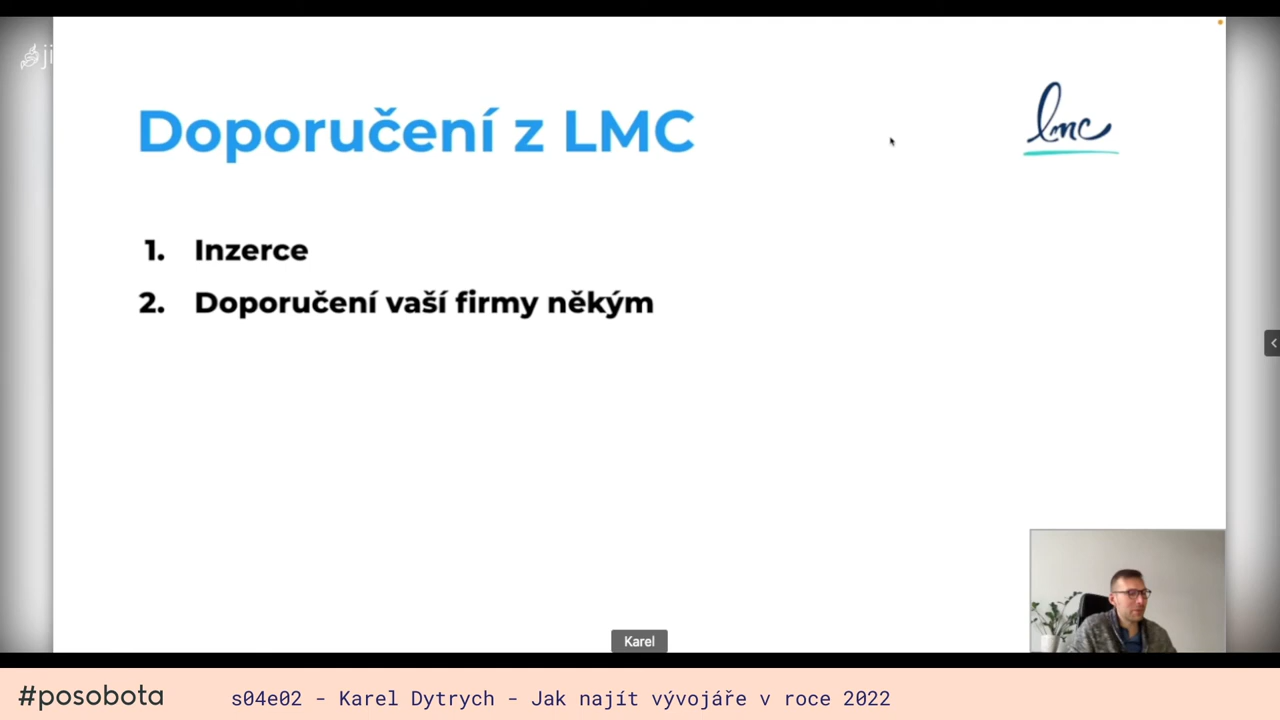 ji
Doporučení z LMC
lmc
1. Inzerce
2. Doporučení vaší firmy někým
Karel
#posobota
s04e02 - Karel Dytrych - Jak najít vývojáře v roce 2022